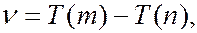 ν = T(m) − T(n),